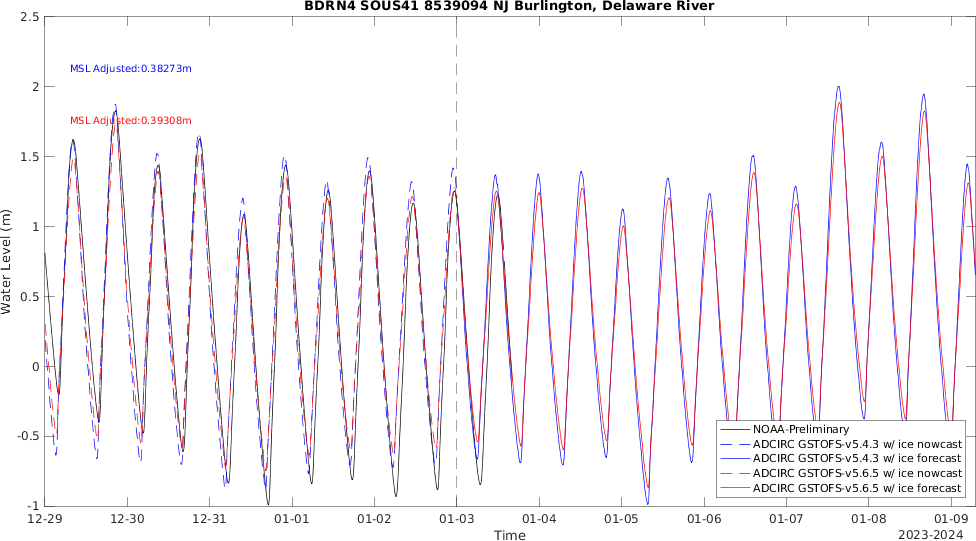 BDRN4 SOUS41 8539094 NJ Burlington, Delaware River
2.5
2
1.5
1
0.5
0
-0.5
-1
Water Level (m)
MSL Adjusted:0.38273m
MSL Adjusted:0.39308m
NOAA-Preliminary
ADCIRC GSTOFS-v5.4.3 w/ ice nowcast
ADCIRC GSTOFS-v5.4.3 w/ ice forecast
ADCIRC GSTOFS-v5.6.5 w/ ice nowcast
ADCIRC GSTOFS-v5.6.5 w/ ice forecast
12-29 12-30 12-31 01-01 01-02 01-03 01-04 01-05 01-06 01-07 01-08 01-09
Time
2023-2024